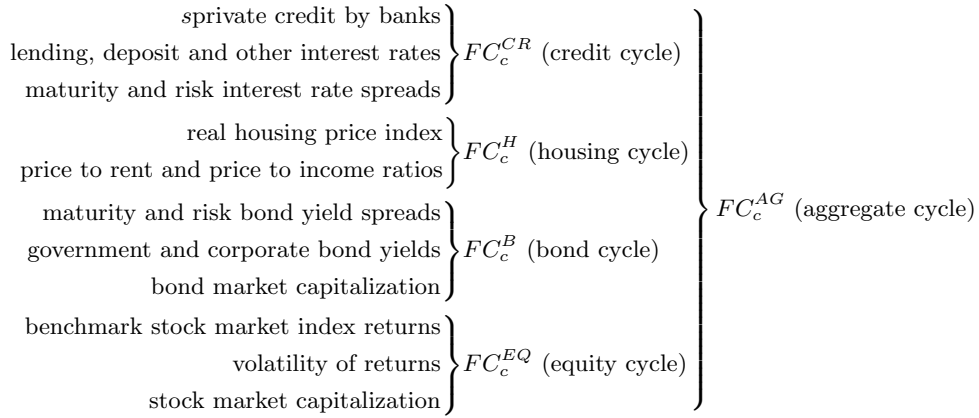 sprivate credit by banks
lending, deposit and other interest rates
maturity and risk interest rate spreads
FC_c^{CR} (credit cycle)
real housing price index
price to rent and price to income ratios
FC_c^{H} (housing cycle)
maturity and risk bond yield spreads
government and corporate bond yields
bond market capitalization
FC_c^{B} (bond cycle)
benchmark stock market index returns
volatility of returns
stock market capitalization
FC_c^{EQ} (equity cycle)
FC_c^{AG} (aggregate cycle)